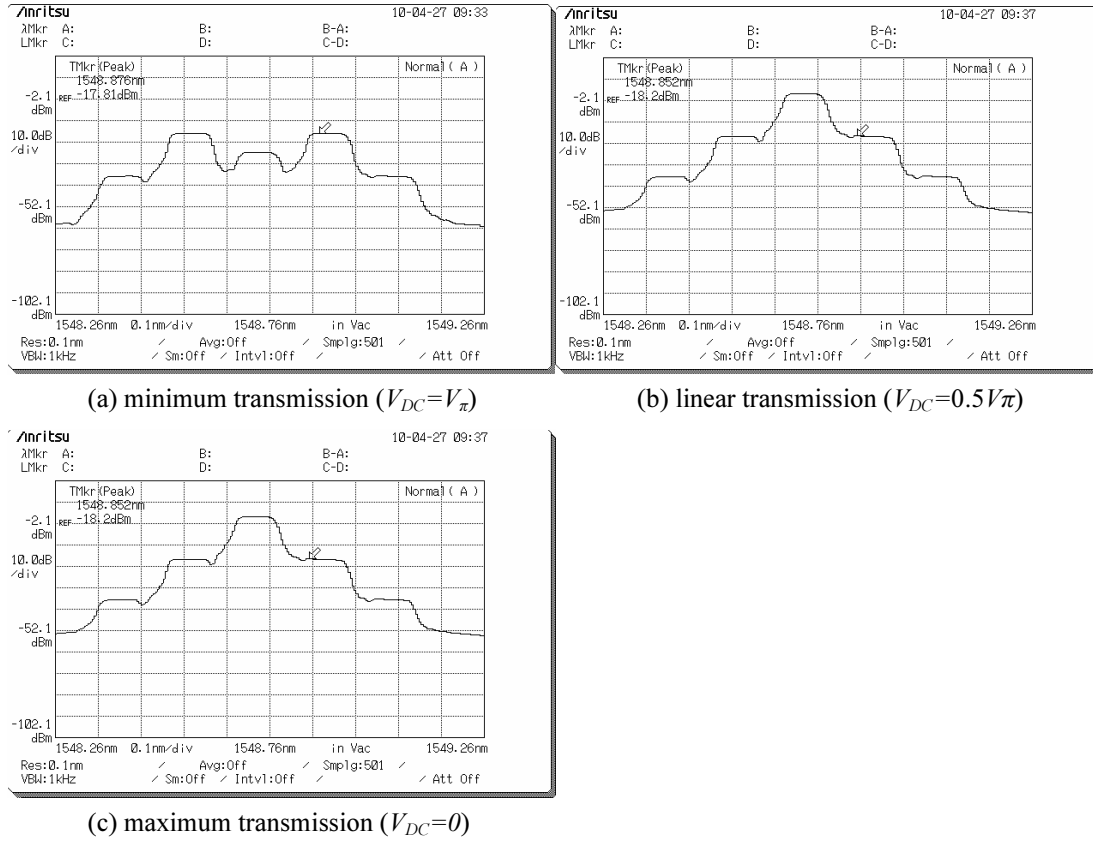 Anritsu 10-04-27 09:33
λMkr A: B: B-A:
LMkr C: D: C-D:
TMkr(Peak) Normal(A)
1548.876nm
-17.81dBm
-2.1 REF
dBm
10.0dB
/div
-52.1
dBm
-102.1
dBm
1548.26nm 0.1nm/div 1548.76nm in Vac 1549.26nm
Res:0.1nm / Avg:Off / Smplg:501 /
VBW:1kHz / Sm:Off / Intvl:Off / Att Off
(a) minimum transmission (V_DC=V_π)
Anritsu 10-04-27 09:37
λMkr A: B: B-A:
LMkr C: D: C-D:
TMkr(Peak) Normal(A)
1548.852nm
-18.2dBm
-2.1 REF
dBm
10.0dB
/div
-52.1
dBm
-102.1
dBm
1548.26nm 0.1nm/div 1548.76nm in Vac 1549.26nm
Res:0.1nm / Avg:Off / Smplg:501 /
VBW:1kHz / Sm:Off / Intvl:Off / Att Off
(b) linear transmission (V_DC=0.5Vπ)
Anritsu 10-04-27 09:37
λMkr A: B: B-A:
LMkr C: D: C-D:
TMkr(Peak) Normal(A)
1548.852nm
-18.2dBm
-2.1 REF
dBm
10.0dB
/div
-52.1
dBm
-102.1
dBm
1548.26nm 0.1nm/div 1548.76nm in Vac 1549.26nm
Res:0.1nm / Avg:Off / Smplg:501 /
VBW:1kHz / Sm:Off / Intvl:Off / Att Off
(c) maximum transmission (V_DC=0)